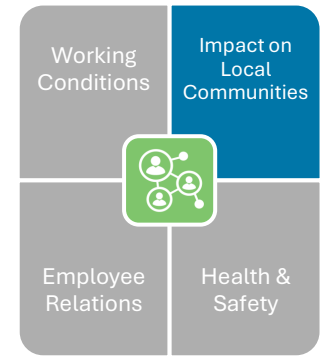 Working
Conditions
Impact on
Local
Communities
Employee
Relations
Health &
Safety